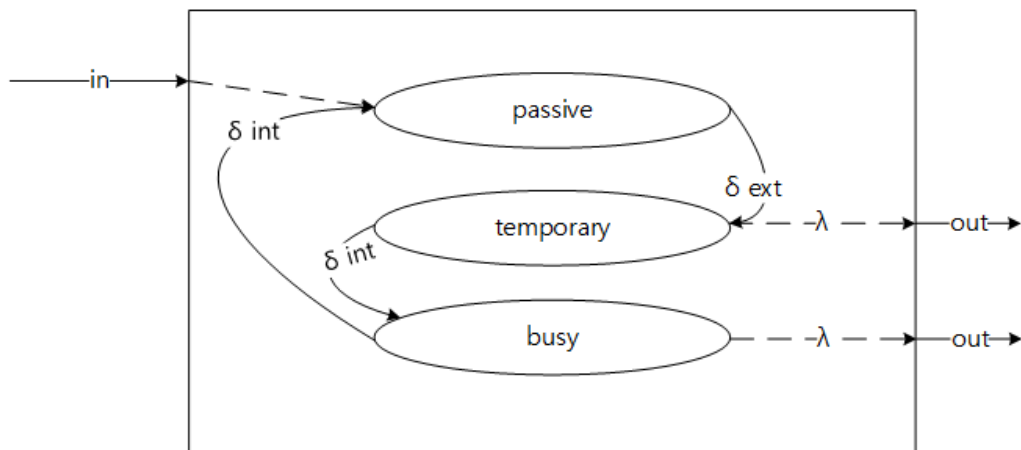 in
passive
δ int
δ ext
temporary
λ
out
δ int
busy
λ
out